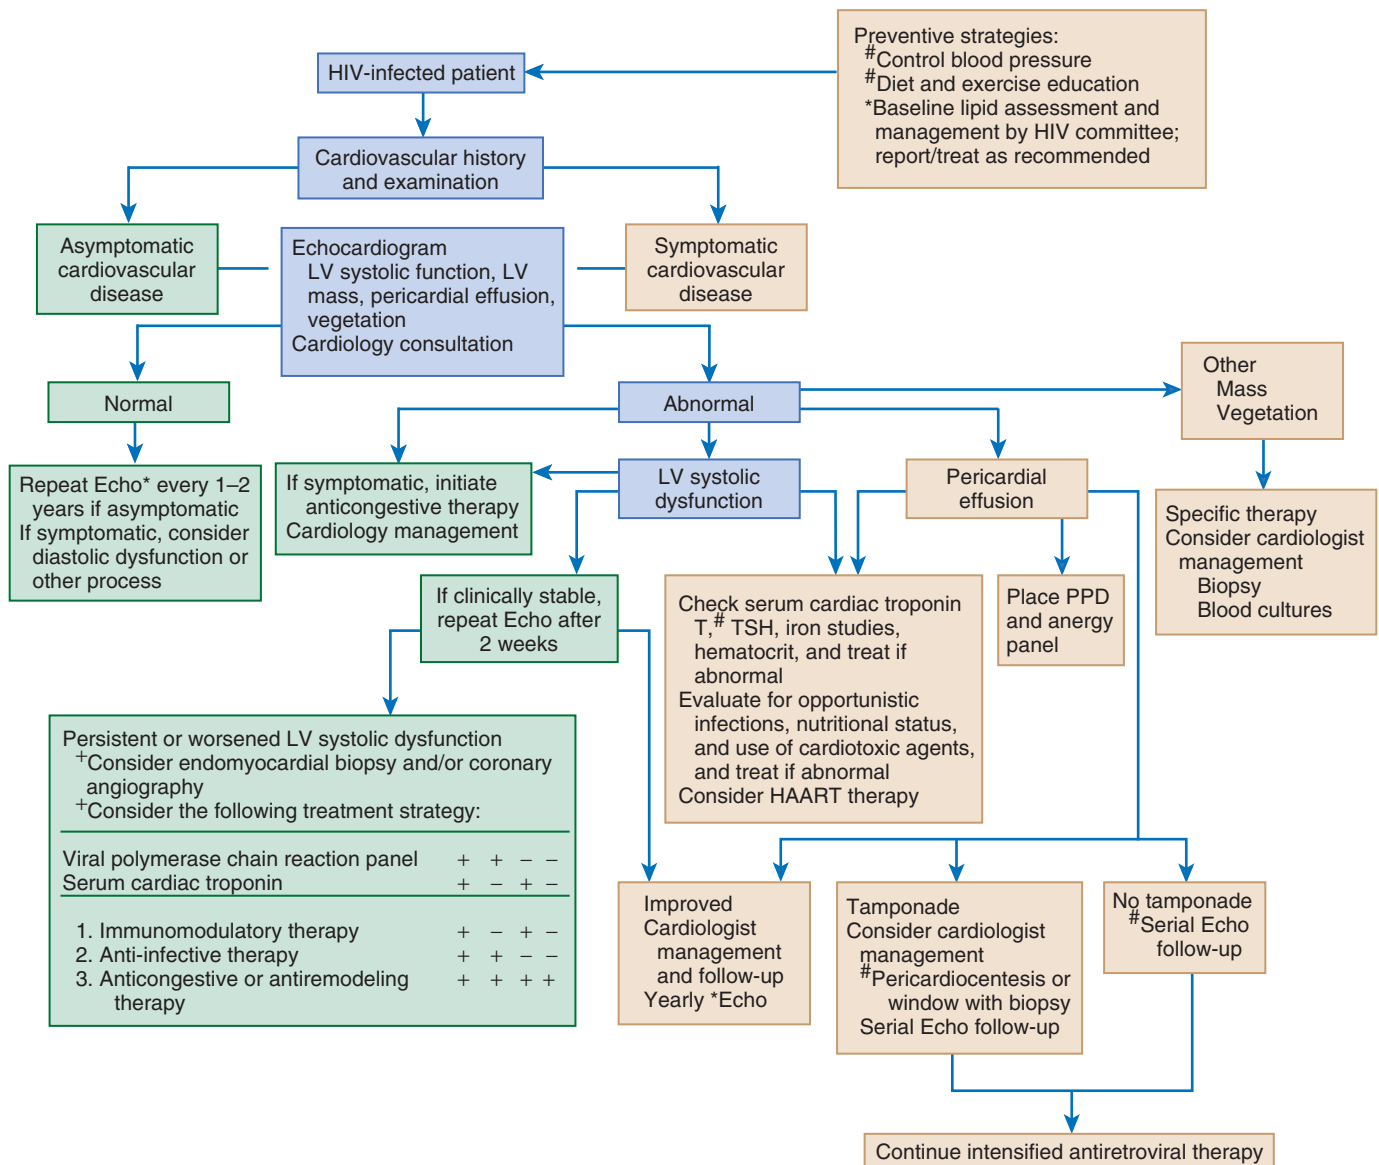 Preventive strategies:
#Control blood pressure
#Diet and exercise education
*Baseline lipid assessment and
management by HIV committee;
report/treat as recommended
HIV-infected patient
Cardiovascular history
and examination
Asymptomatic
cardiovascular
disease
Echocardiogram
LV systolic function, LV
mass, pericardial effusion,
vegetation
Cardiology consultation
Symptomatic
cardiovascular
disease
Normal
Abnormal
Other
Mass
Vegetation
Repeat Echo* every 1–2
years if asymptomatic
If symptomatic, consider
diastolic dysfunction or
other process
If symptomatic, initiate
anticongestive therapy
Cardiology management
LV systolic
dysfunction
Pericardial
effusion
Specific therapy
Consider cardiologist
management
Biopsy
Blood cultures
If clinically stable,
repeat Echo after
2 weeks
Check serum cardiac troponin
T,# TSH, iron studies,
hematocrit, and treat if
abnormal
Evaluate for opportunistic
infections, nutritional status,
and use of cardiotoxic agents,
and treat if abnormal
Consider HAART therapy
Place PPD
and anergy
panel
Persistent or worsened LV systolic dysfunction
+Consider endomyocardial biopsy and/or coronary
angiography
+Consider the following treatment strategy:
Viral polymerase chain reaction panel + + – –
Serum cardiac troponin + – + –
1. Immunomodulatory therapy + – + –
2. Anti-infective therapy + + – –
3. Anticongestive or antiremodeling + + + +
therapy
Improved
Cardiologist
management
and follow-up
Yearly *Echo
Tamponade
Consider cardiologist
management
#Pericardiocentesis or
window with biopsy
Serial Echo follow-up
No tamponade
#Serial Echo
follow-up
Continue intensified antiretroviral therapy